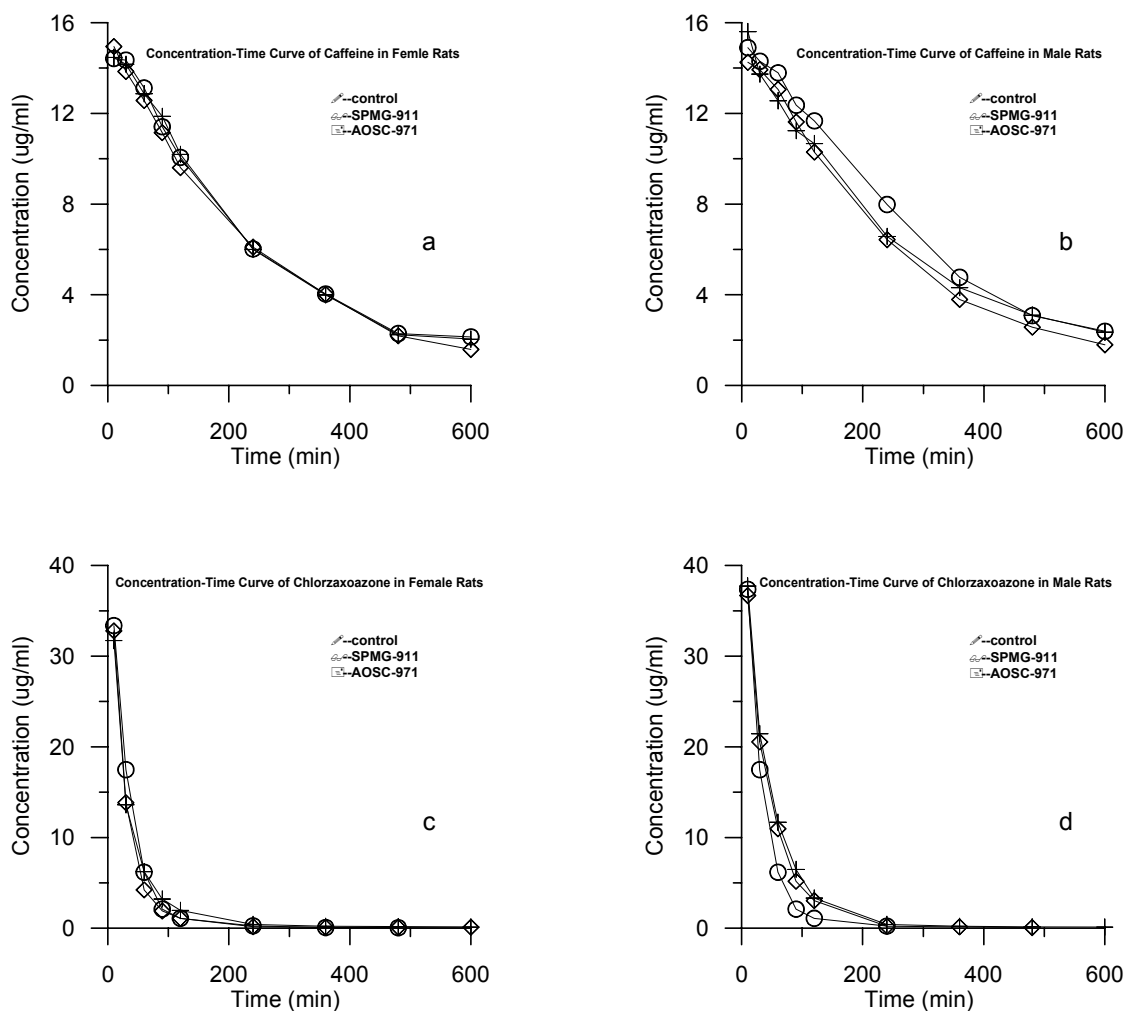 16
12
8
4
0
Concentration (ug/ml)
Concentration-Time Curve of Caffeine in Femle Rats
--control
--SPMG-911
--AOSC-971
a
0 200 400 600
Time (min)
16
12
8
4
0
Concentration (ug/ml)
Concentration-Time Curve of Caffeine in Male Rats
--control
--SPMG-911
--AOSC-971
b
0 200 400 600
Time (min)
40
30
20
10
0
Concentration (ug/ml)
Concentration-Time Curve of Chlorzaxoazone in Female Rats
--control
--SPMG-911
--AOSC-971
c
0 200 400 600
Time (min)
40
30
20
10
0
Concentration (ug/ml)
Concentration-Time Curve of Chlorzaxoazone in Male Rats
--control
--SPMG-911
--AOSC-971
d
0 200 400 600
Time (min)